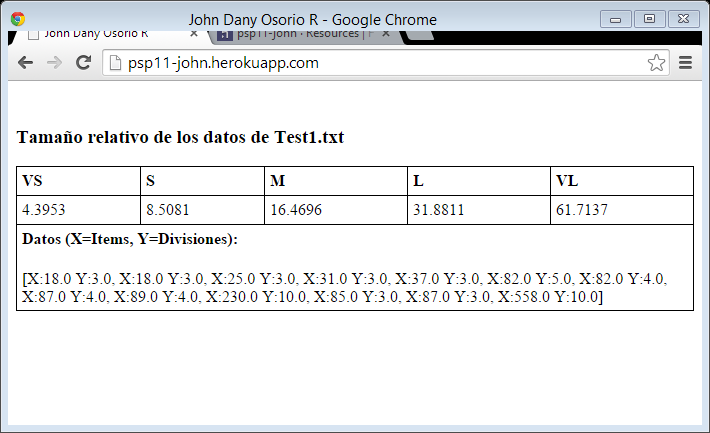 John Dany Osorio R - Google Chrome
John Dany Osorio R
psp11-john · Resources |
psp11-john.herokuapp.com
Tamaño relativo de los datos de Test1.txt
VS S M L VL
4.3953 8.5081 16.4696 31.8811 61.7137
Datos (X=Items, Y=Divisiones):
[X:18.0 Y:3.0, X:18.0 Y:3.0, X:25.0 Y:3.0, X:31.0 Y:3.0, X:37.0 Y:3.0, X:82.0 Y:5.0, X:82.0 Y:4.0,
X:87.0 Y:4.0, X:89.0 Y:4.0, X:230.0 Y:10.0, X:85.0 Y:3.0, X:87.0 Y:3.0, X:558.0 Y:10.0]